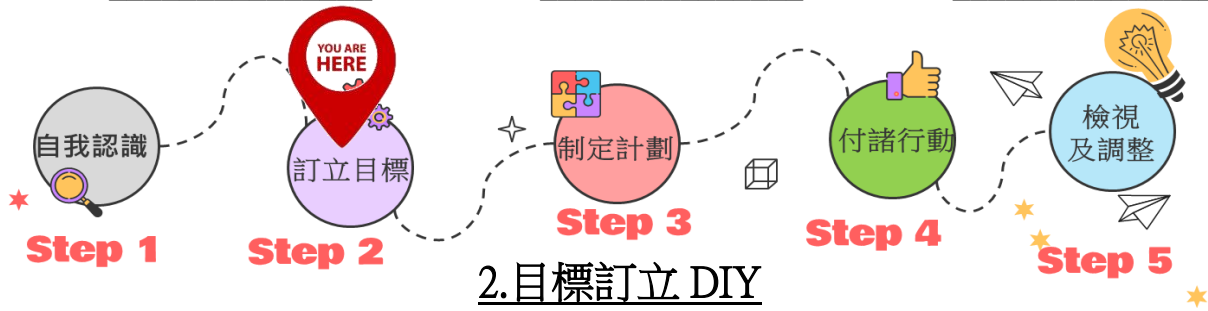 YOU ARE
HERE
自我認識
訂立目標
制定計劃
付諸行動
檢視
及調整
Step 1
Step 2
Step 3
Step 4
Step 5
2.目標訂立 DIY